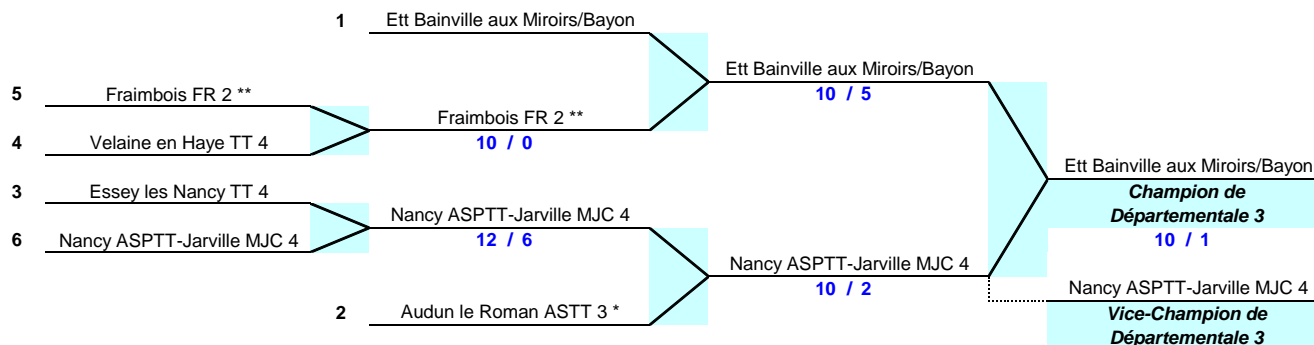 1 Ett Bainville aux Miroirs/Bayon
Ett Bainville aux Miroirs/Bayon
10 / 5
5 Fraimbois FR 2 **
Fraimbois FR 2 **
10 / 0
4 Velaine en Haye TT 4
Ett Bainville aux Miroirs/Bayon
Champion de
Départementale 3
10 / 1
3 Essey les Nancy TT 4
Nancy ASPTT-Jarville MJC 4
12 / 6
6 Nancy ASPTT-Jarville MJC 4
Nancy ASPTT-Jarville MJC 4
10 / 2
Nancy ASPTT-Jarville MJC 4
Vice-Champion de
Départementale 3
2 Audun le Roman ASTT 3 *